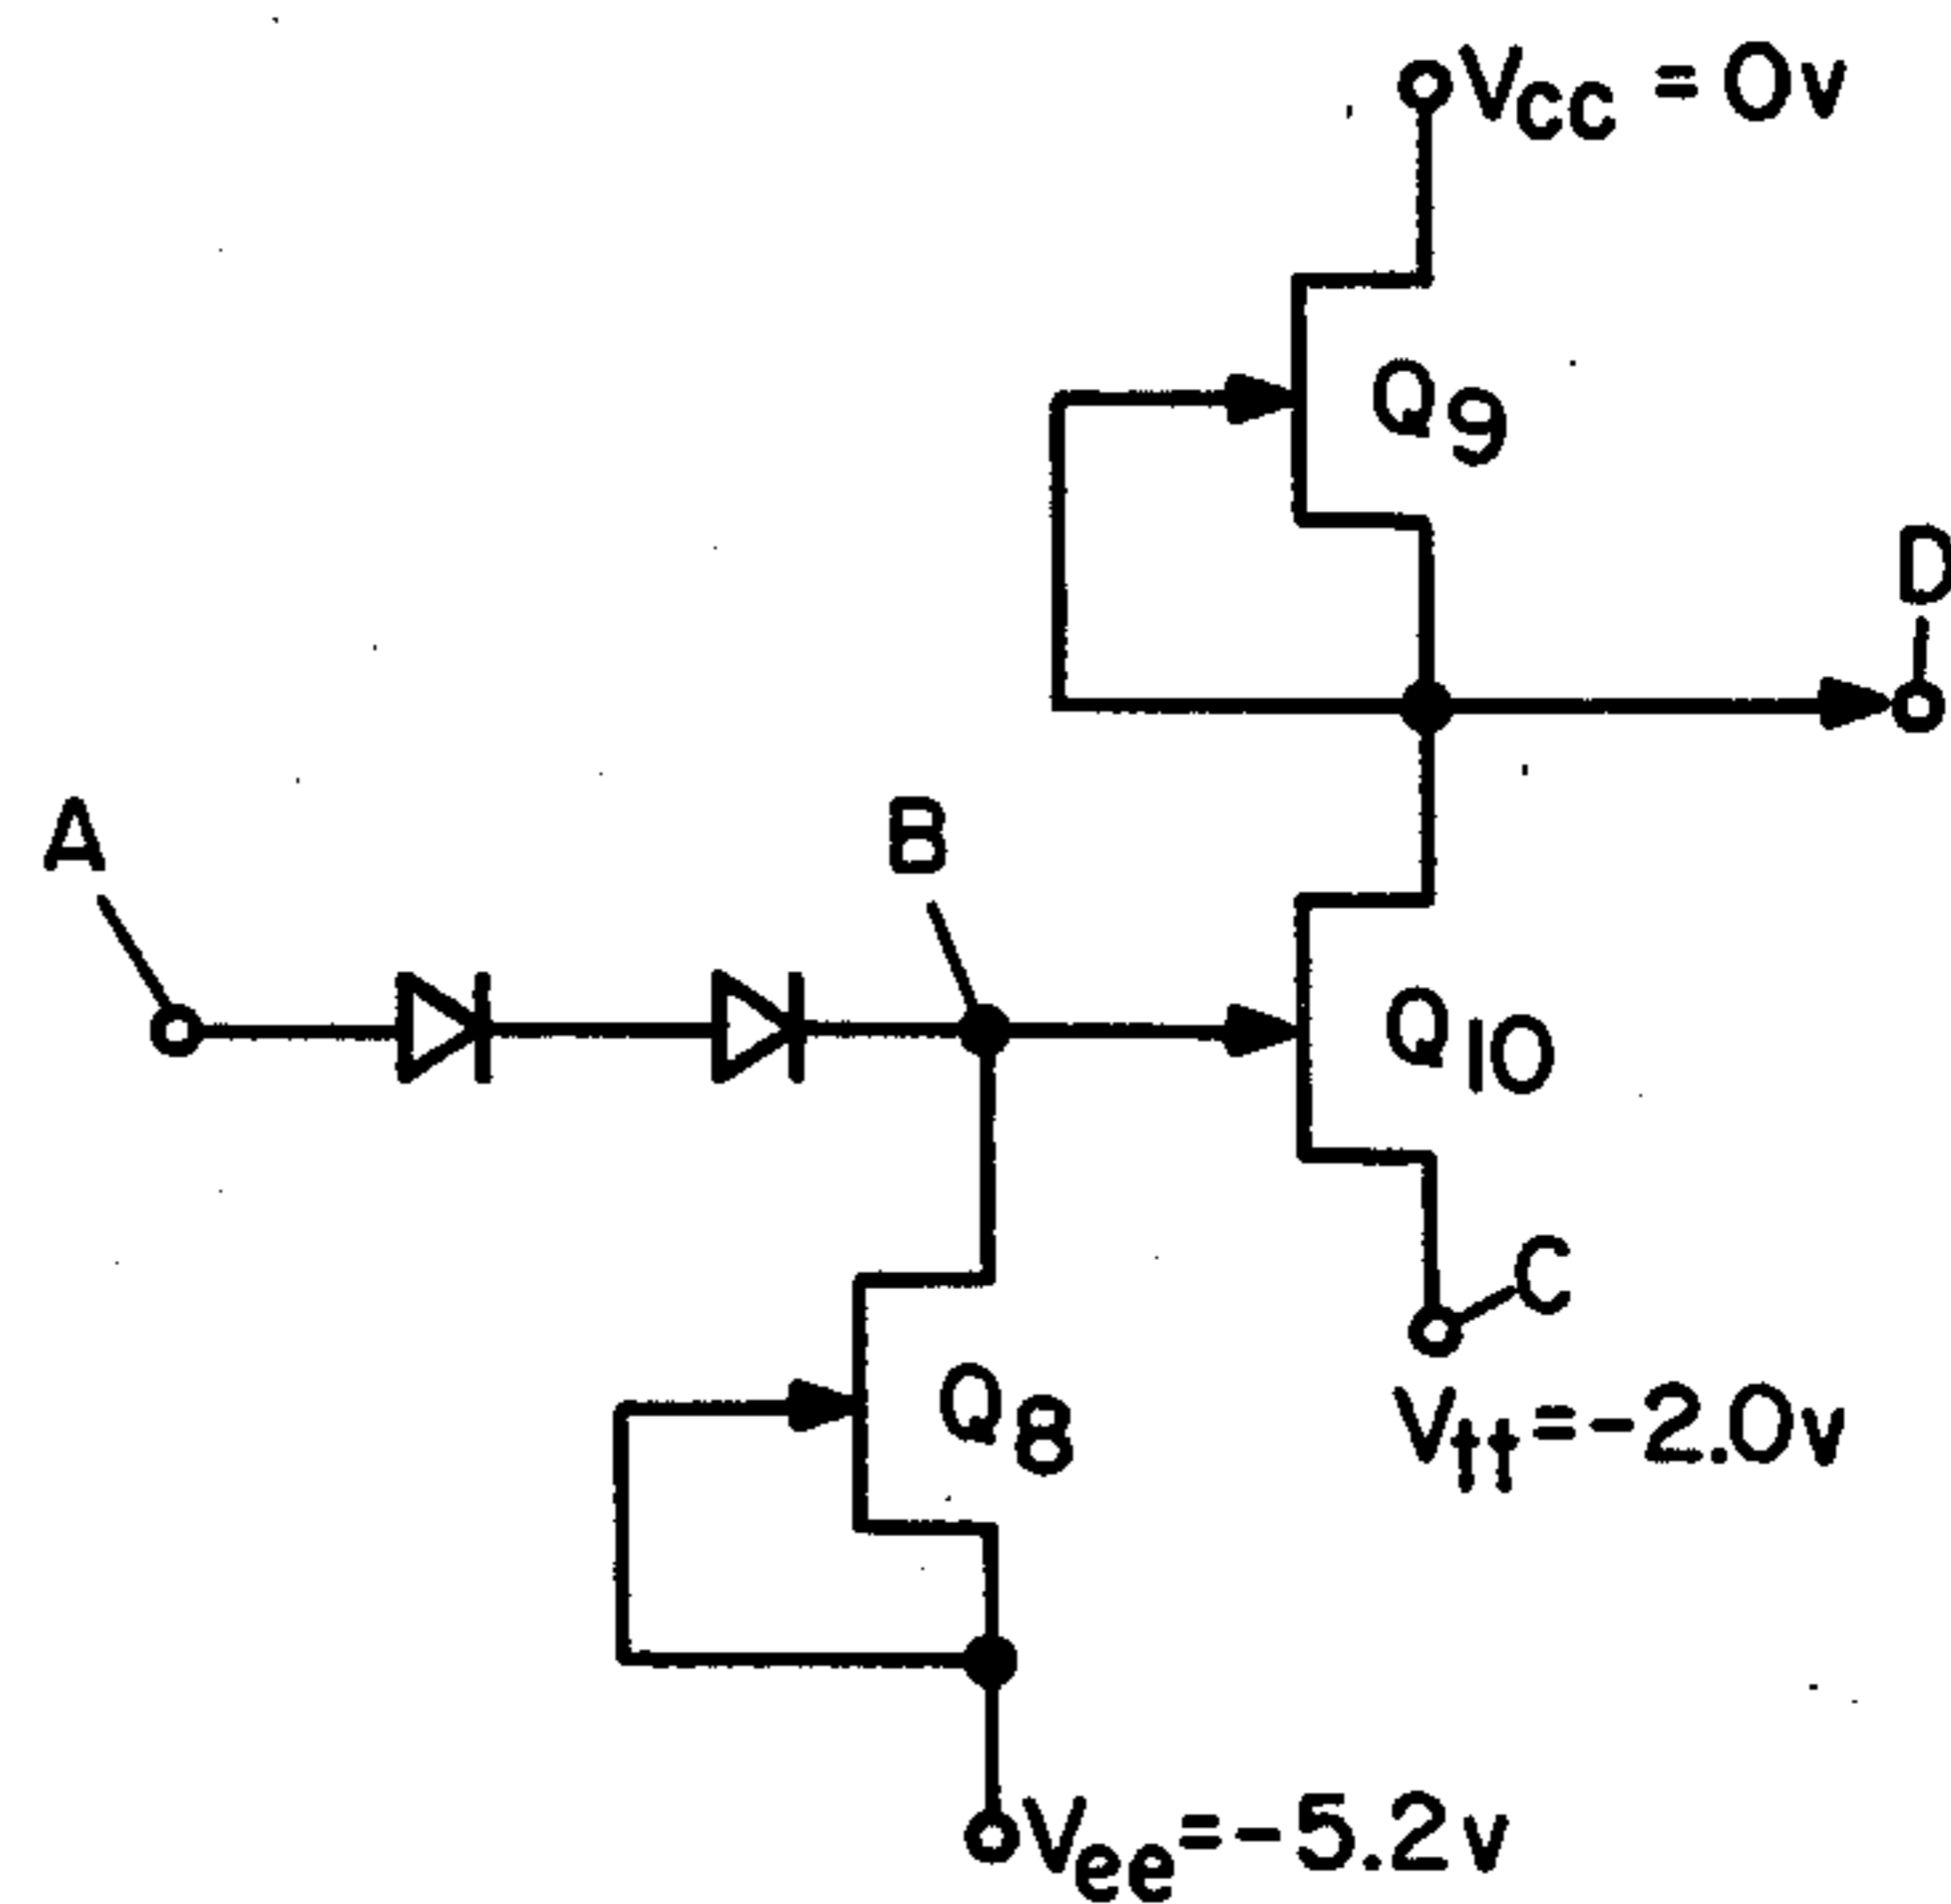 Vcc = 0v
Q9
D
A
B
Q10
C
Vtt=-2.0v
Q8
Vee=-5.2v